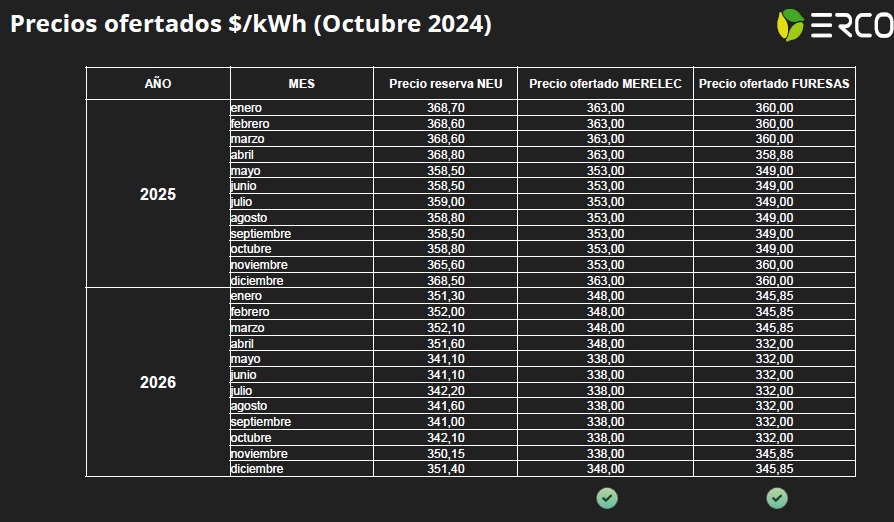 Precios ofertados $/kWh (Octubre 2024)
ERCO
AÑO MES Precio reserva NEU Precio ofertado MERELEC Precio ofertado FURESAS
2025
enero 368,70 363,00 360,00
febrero 368,60 363,00 360,00
marzo 368,60 363,00 360,00
abril 368,80 363,00 358,88
mayo 358,50 353,00 349,00
junio 358,50 353,00 349,00
julio 359,00 353,00 349,00
agosto 358,80 353,00 349,00
septiembre 358,50 353,00 349,00
octubre 358,80 353,00 349,00
noviembre 365,60 353,00 360,00
diciembre 368,50 363,00 360,00
2026
enero 351,30 348,00 345,85
febrero 352,00 348,00 345,85
marzo 352,10 348,00 345,85
abril 351,60 348,00 332,00
mayo 341,10 338,00 332,00
junio 341,10 338,00 332,00
julio 342,20 338,00 332,00
agosto 341,60 338,00 332,00
septiembre 341,00 338,00 332,00
octubre 342,10 338,00 332,00
noviembre 350,15 338,00 345,85
diciembre 351,40 348,00 345,85